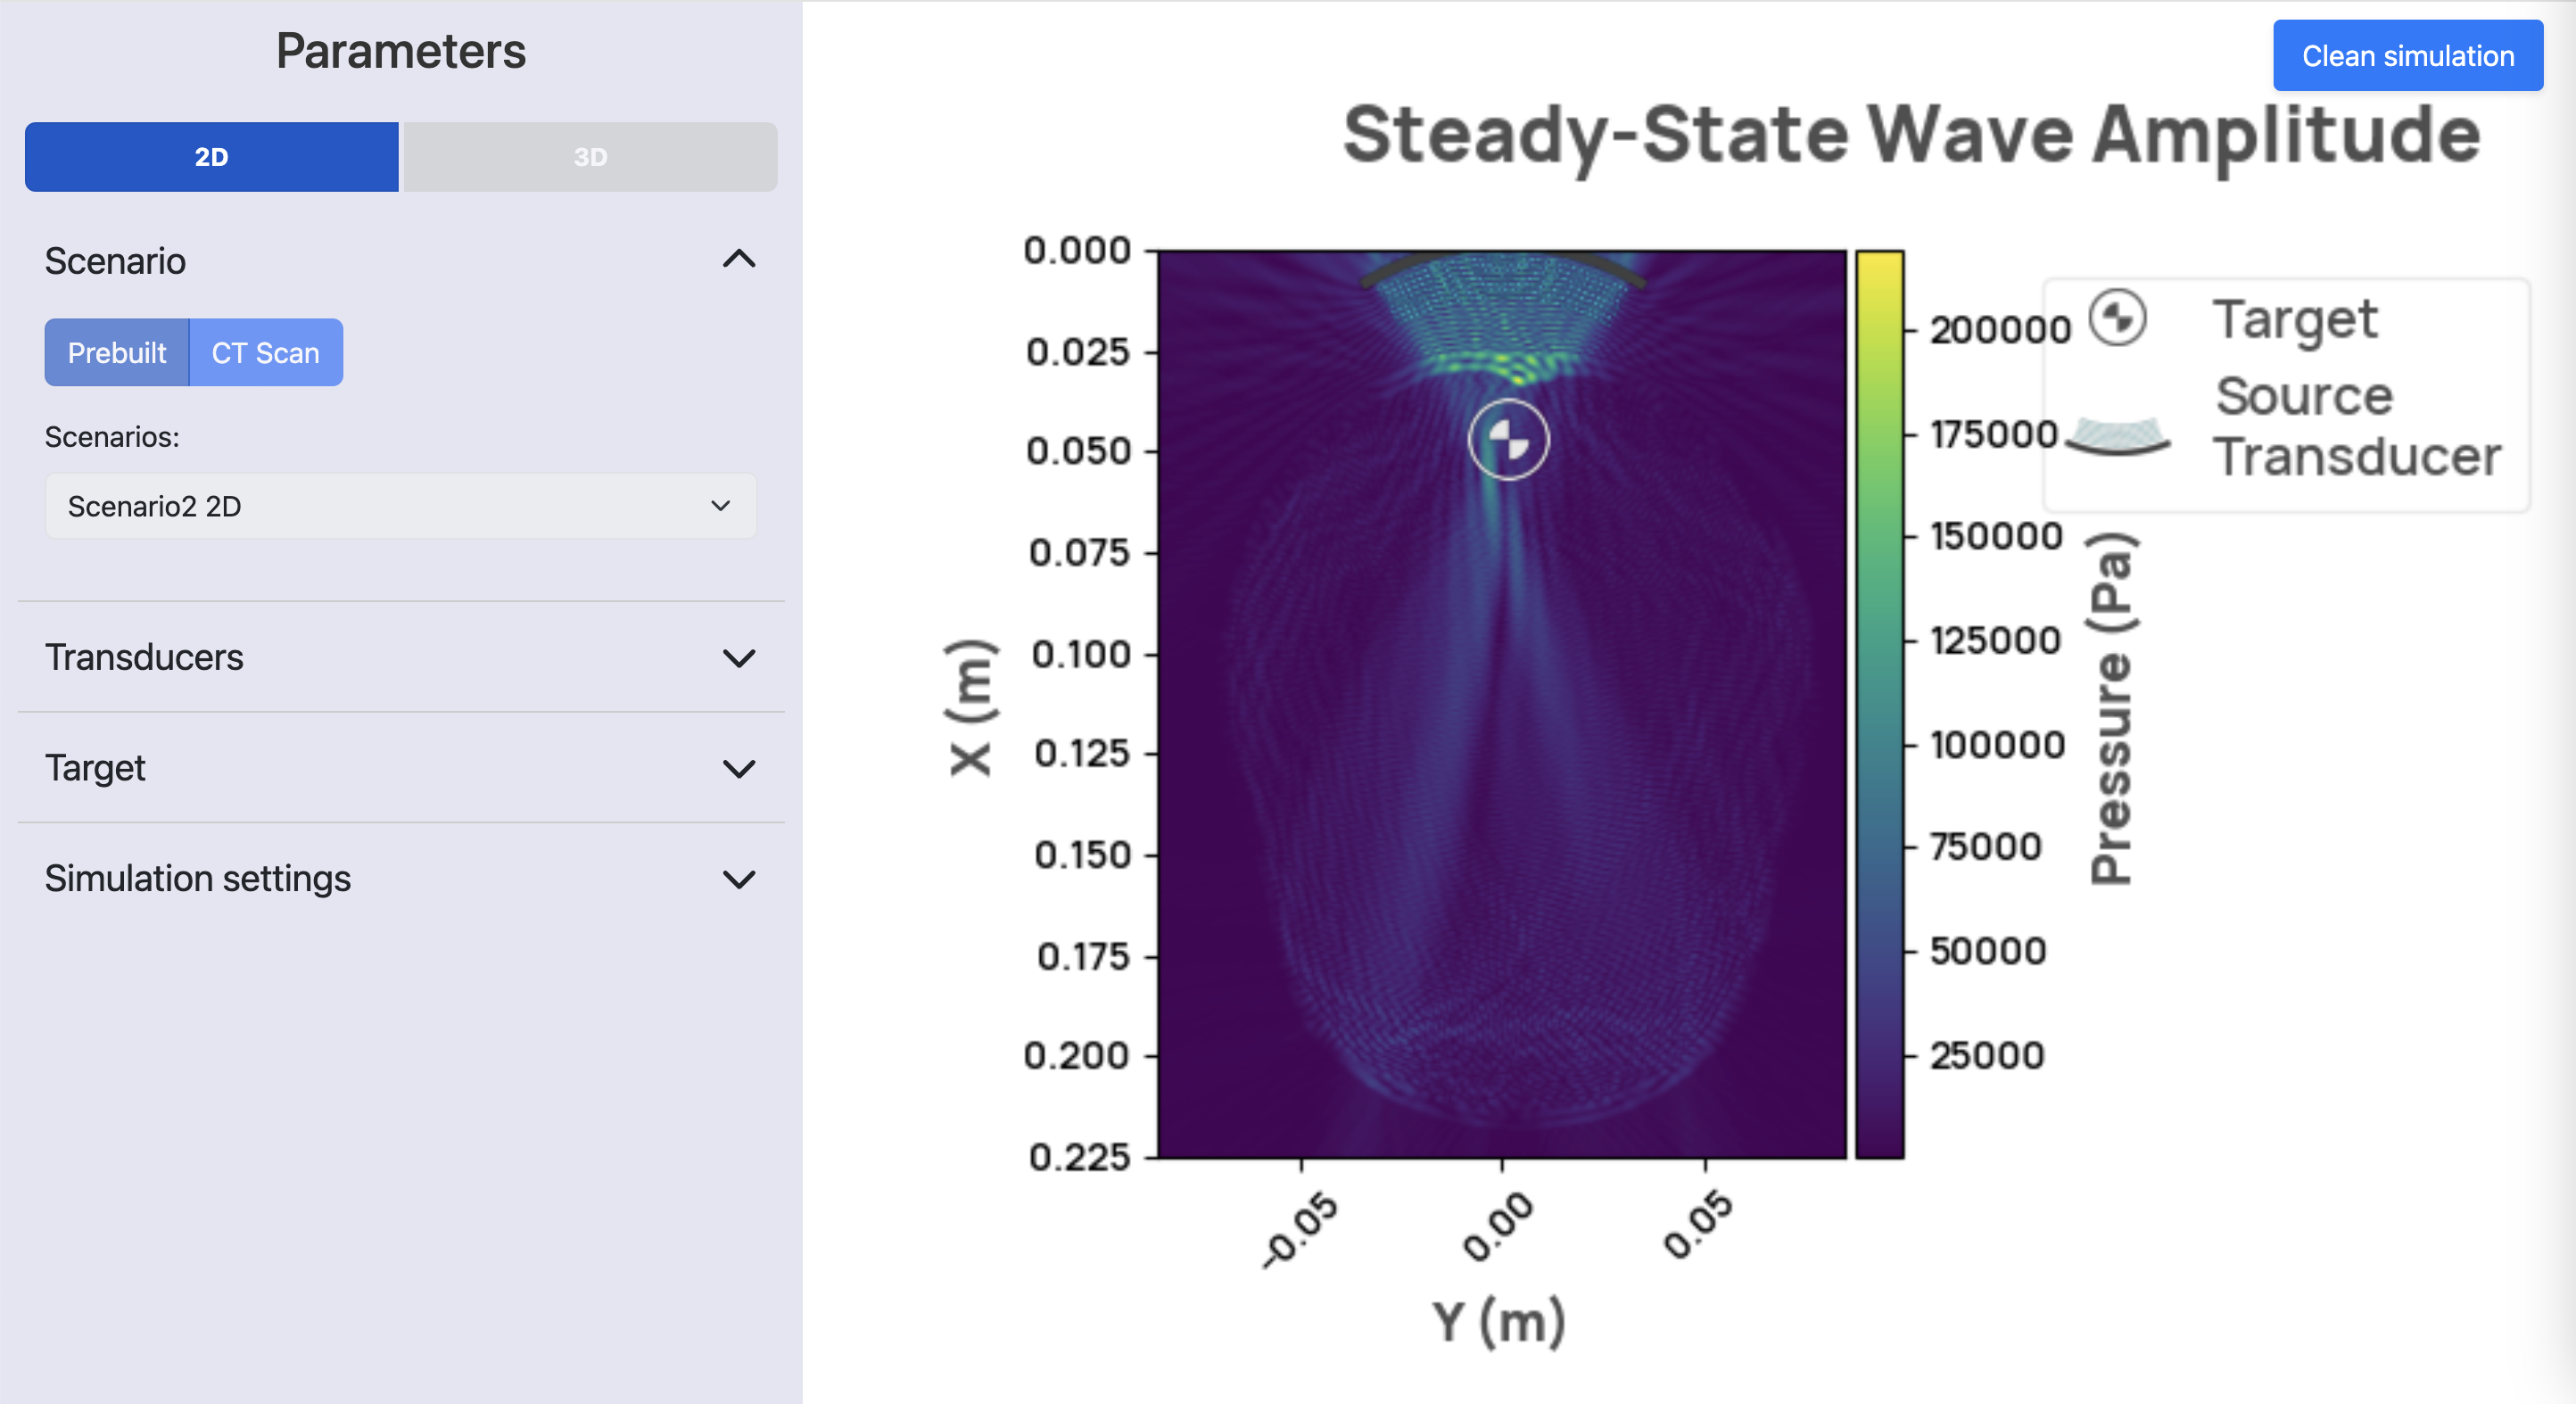 Parameters
2D
3D
Scenario
Prebuilt
CT Scan
Scenarios:
Scenario2 2D
Transducers
Target
Simulation settings
Clean simulation
Steady-State Wave Amplitude
X (m)
0.000
0.025
0.050
0.075
0.100
0.125
0.150
0.175
0.200
0.225
-0.05
0.00
0.05
Y (m)
200000
175000
150000
125000
100000
75000
50000
25000
Pressure (Pa)
Target
Source
Transducer